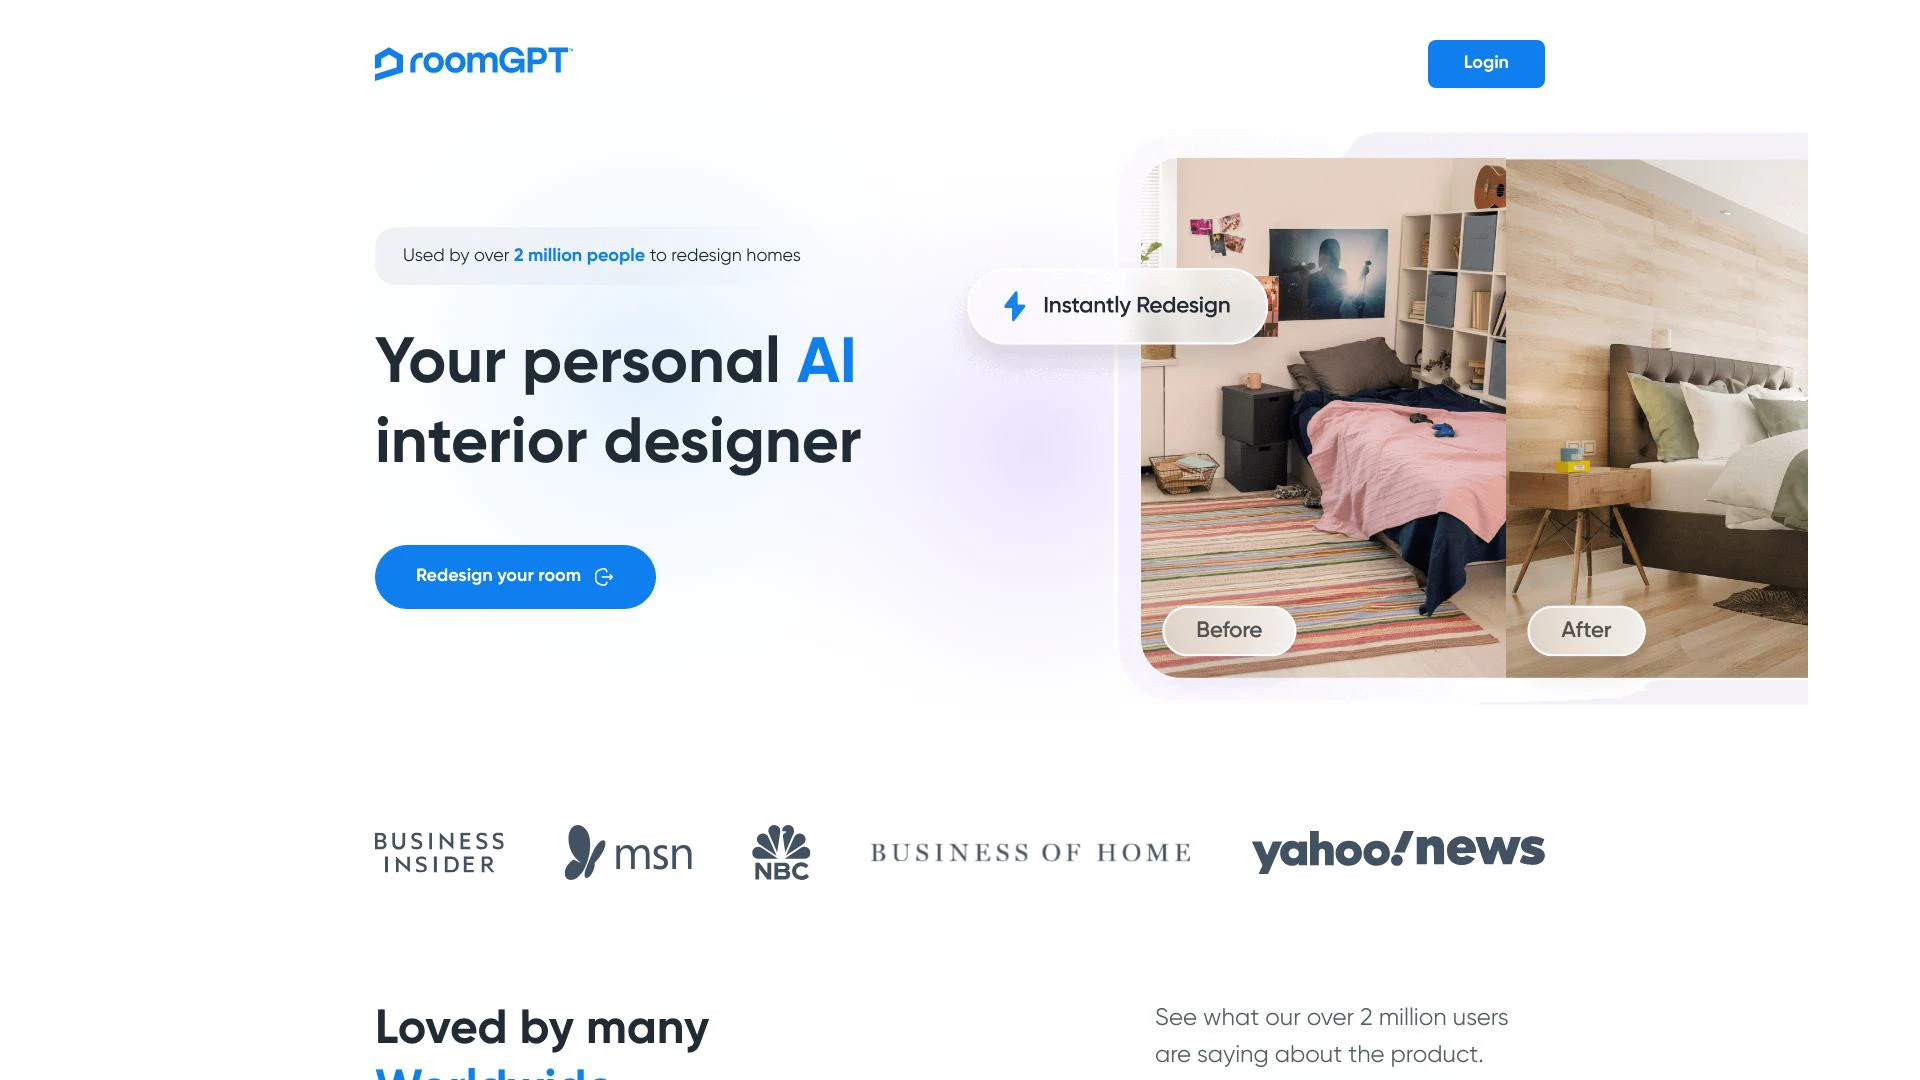 roomGPT
Login
Used by over 2 million people to redesign homes
Your personal AI
interior designer
Redesign your room
Instantly Redesign
Before
After
BUSINESS
INSIDER
msn
NBC
BUSINESS OF HOME
yahoo!news
Loved by many
Worldwide
See what our over 2 million users
are saying about the product.